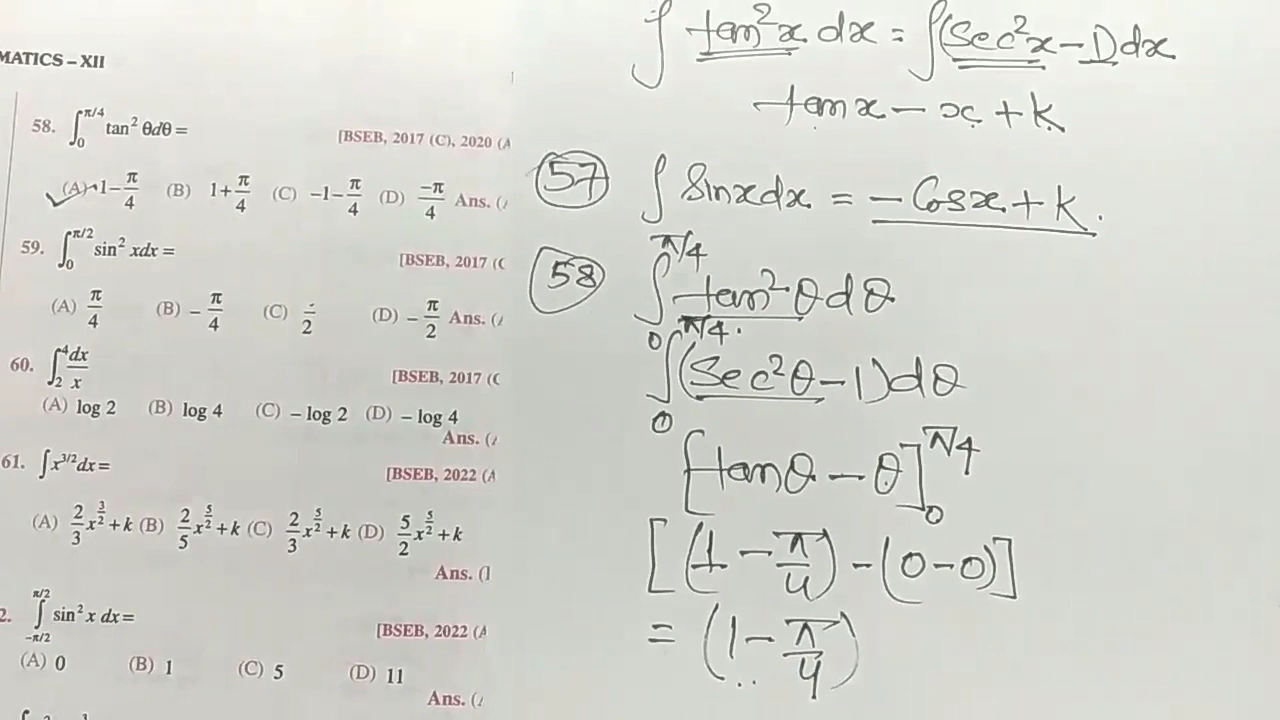 MATICS – XII
58. ∫₀^{π/4} tan² θdθ =
[BSEB, 2017 (C), 2020 (A
(A) 1 − π/4 (B) 1 + π/4 (C) −1 − π/4 (D) −π/4 Ans. (
59. ∫₀^{π/2} sin² xdx =
[BSEB, 2017 (C
(A) π/4 (B) − π/4 (C) /2 (D) − π/2 Ans. (
60. ∫₂⁴ dx/x
[BSEB, 2017 (C
(A) log 2 (B) log 4 (C) − log 2 (D) − log 4
Ans. (
61. ∫x^{3/2}dx =
[BSEB, 2022 (A
(A) 2/3 x^{3/2} + k (B) 2/5 x^{5/2} + k (C) 2/3 x^{5/2} + k (D) 5/2 x^{5/2} + k
Ans. (
2. ∫_{−π/2}^{π/2} sin² x dx =
[BSEB, 2022 (A
(A) 0 (B) 1 (C) 5 (D) 11
Ans. (
∫ tan²x dx = ∫(Sec²x − 1)dx
tanx − x + k
57 ∫ Sinx dx = − Cosx + k.
58 ∫₀^{π/4} tan²θ dθ
∫₀^{π/4} (Sec²θ − 1)dθ
[tanθ − θ]₀^{π/4}
[(1 − π/4) − (0 − 0)]
= (1 − π/4)